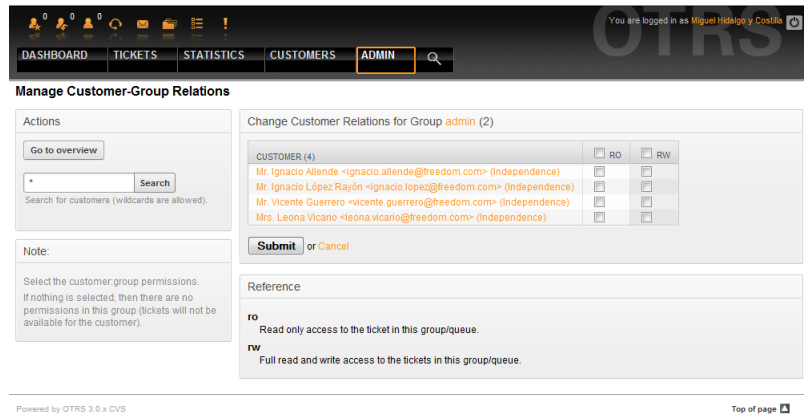 0 0 0
You are logged in as Miguel Hidalgo y Costilla
OTRS
DASHBOARD TICKETS STATISTICS CUSTOMERS ADMIN
Manage Customer-Group Relations
Actions
Go to overview
* Search
Search for customers (wildcards are allowed).
Note:
Select the customer:group permissions.
If nothing is selected, then there are no
permissions in this group (tickets will not be
available for the customer).
Change Customer Relations for Group admin (2)
CUSTOMER (4) RO RW
Mr. Ignacio Allende <ignacio.allende@freedom.com> (Independence)
Mr. Ignacio López Rayón <ignacio.lopez@freedom.com> (Independence)
Mr. Vicente Guerrero <vicente.guerrero@freedom.com> (Independence)
Mrs. Leona Vicario <leona.vicario@freedom.com> (Independence)
Submit or Cancel
Reference
ro
Read only access to the ticket in this group/queue.
rw
Full read and write access to the tickets in this group/queue.
Powered by OTRS 3.0.x CVS
Top of page